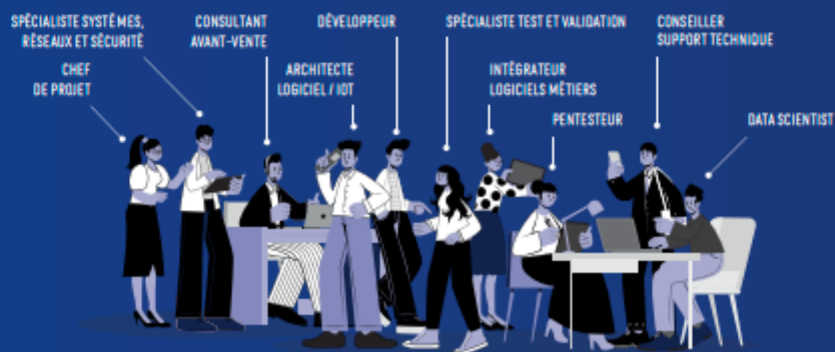 SPÉCIALISTE SYSTÈMES,
RÉSEAUX ET SÉCURITÉ
CHEF
DE PROJET
CONSULTANT
AVANT-VENTE
ARCHITECTE
LOGICIEL / IOT
DÉVELOPPEUR
SPÉCIALISTE TEST ET VALIDATION
INTÉGRATEUR
LOGICIELS MÉTIERS
PENTESTEUR
CONSEILLER
SUPPORT TECHNIQUE
DATA SCIENTIST